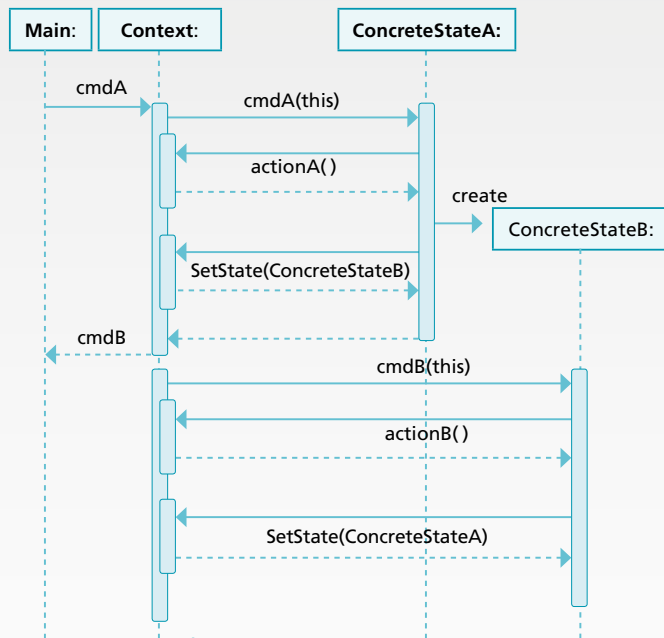 Main:
Context:
ConcreteStateA:
cmdA
cmdA(this)
actionA()
create
ConcreteStateB:
SetState(ConcreteStateB)
cmdB
cmdB(this)
actionB()
SetState(ConcreteStateA)